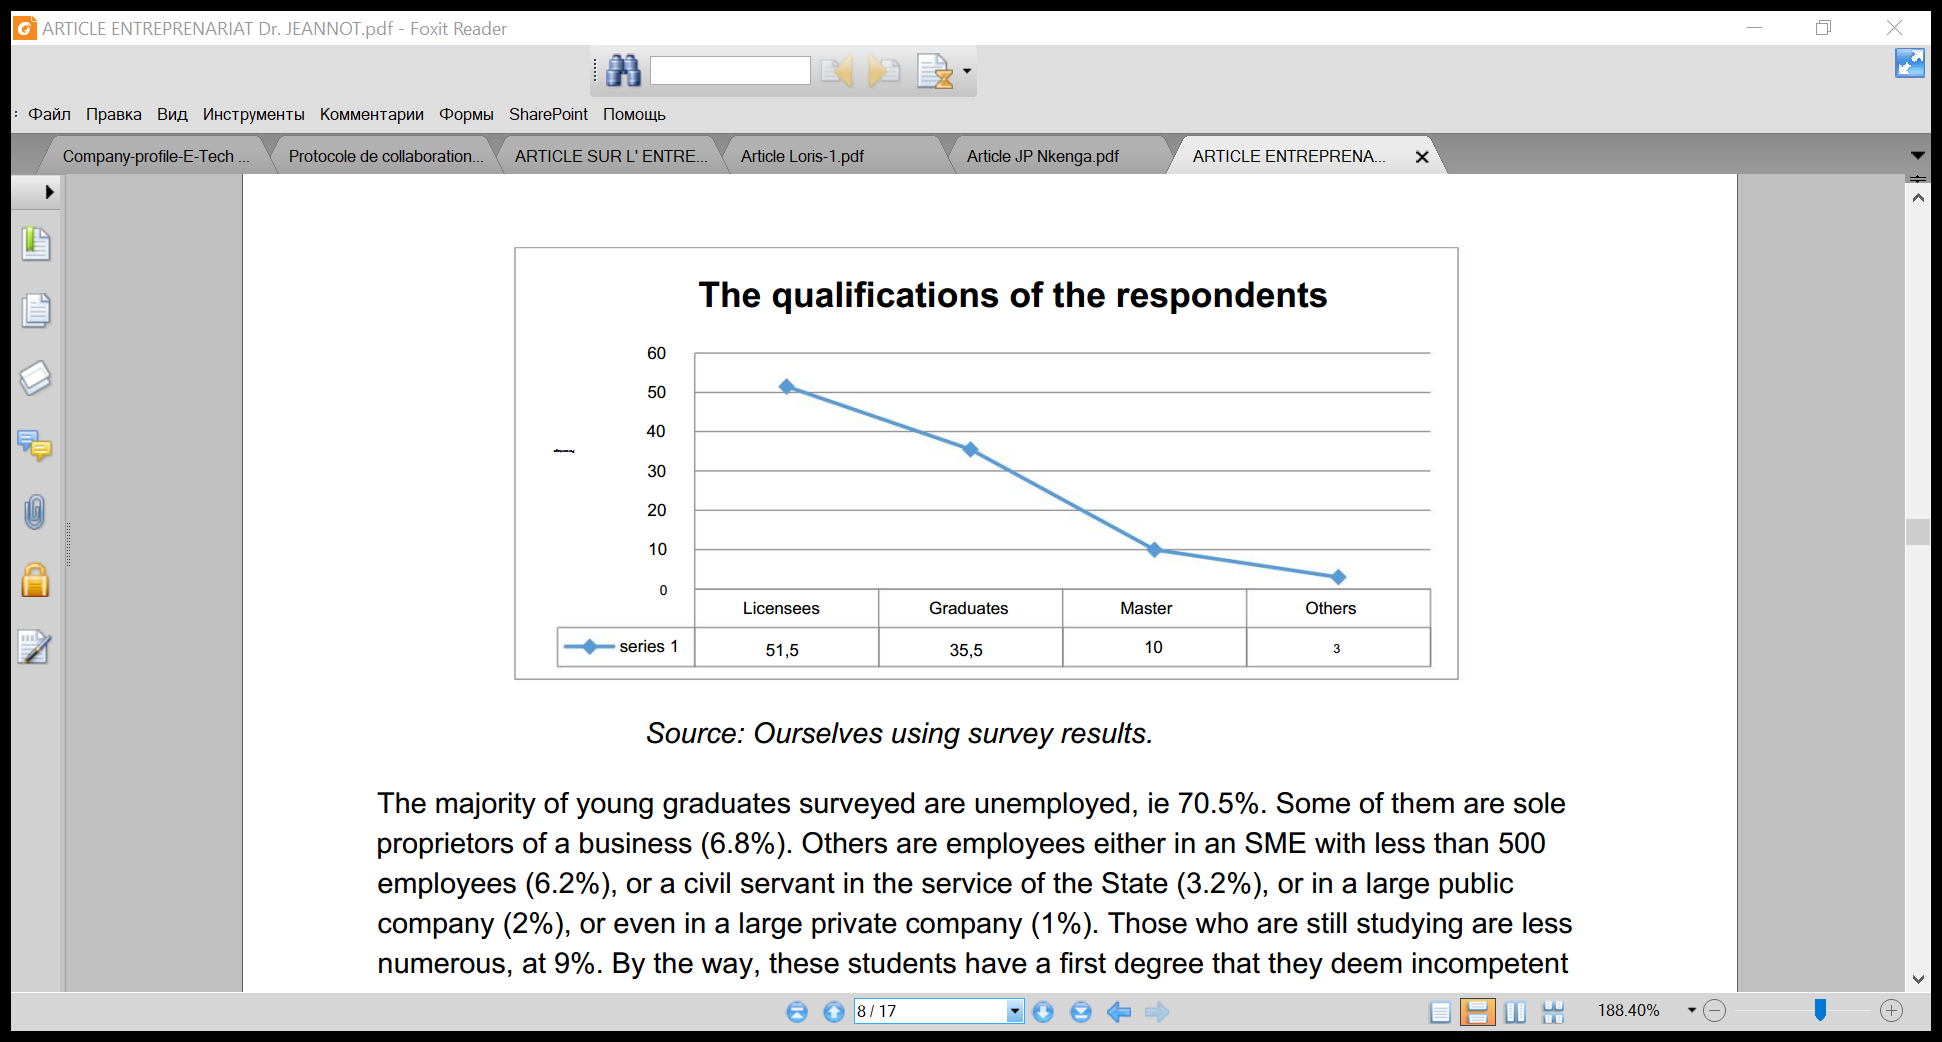 ARTICLE ENTREPRENARIAT Dr. JEANNOT.pdf - Foxit Reader
Файл Правка Вид Инструменты Комментарии Формы SharePoint Помощь
Company-profile-E-Tech ... Protocole de collaboration... ARTICLE SUR L' ENTRE... Article Loris-1.pdf Article JP Nkenga.pdf ARTICLE ENTREPRENA...
The qualifications of the respondents
60
50
40
30
20
10
0
Licensees Graduates Master Others
series 1 51,5 35,5 10 3
Source: Ourselves using survey results.
The majority of young graduates surveyed are unemployed, ie 70.5%. Some of them are sole
proprietors of a business (6.8%). Others are employees either in an SME with less than 500
employees (6.2%), or a civil servant in the service of the State (3.2%), or in a large public
company (2%), or even in a large private company (1%). Those who are still studying are less
numerous, at 9%. By the way, these students have a first degree that they deem incompetent
8 / 17 188.40%